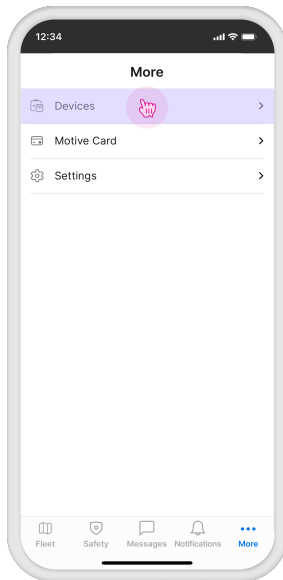 12:34
More
Devices
Motive Card
Settings
Fleet Safety Messages Notifications More